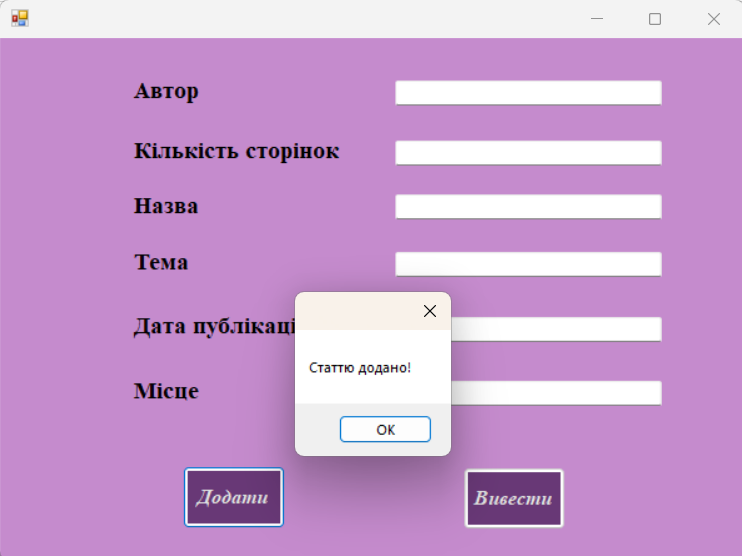 Автор
Кількість сторінок
Назва
Тема
Дата публікаці
Статтю додано!
Місце
OK
Додати
Вивести